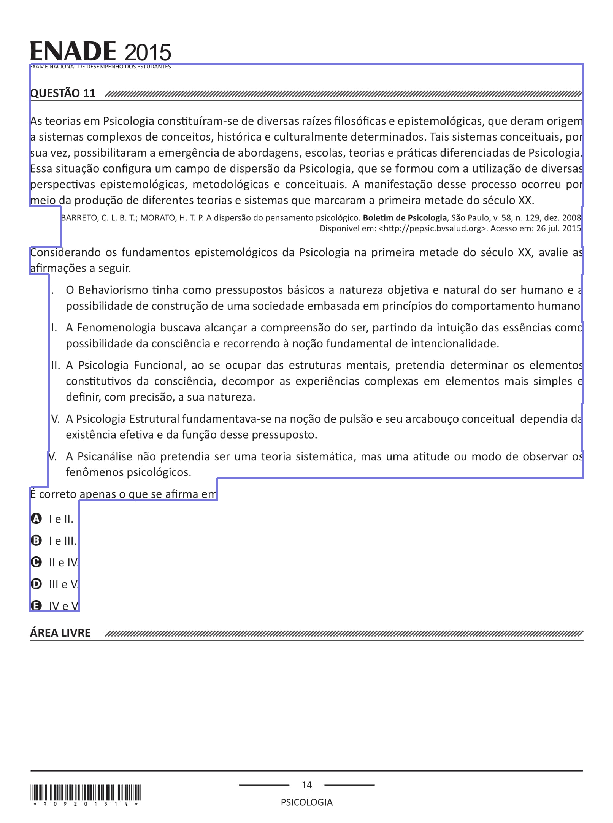 ENADE 2015
EXAME NACIONAL DE DESEMPENHO DOS ESTUDANTES
QUESTÃO 11
As teorias em Psicologia constituíram-se de diversas raízes filosóficas e epistemológicas, que deram origem
a sistemas complexos de conceitos, histórica e culturalmente determinados. Tais sistemas conceituais, por
sua vez, possibilitaram a emergência de abordagens, escolas, teorias e práticas diferenciadas de Psicologia.
Essa situação configura um campo de dispersão da Psicologia, que se formou com a utilização de diversas
perspectivas epistemológicas, metodológicas e conceituais. A manifestação desse processo ocorreu por
meio da produção de diferentes teorias e sistemas que marcaram a primeira metade do século XX.
BARRETO, C. L. B. T.; MORATO, H. T. P. A dispersão do pensamento psicológico. Boletim de Psicologia, São Paulo, v. 58, n. 129, dez. 2008
Disponível em: <http://pepsic.bvsalud.org>. Acesso em: 26 jul. 2015
Considerando os fundamentos epistemológicos da Psicologia na primeira metade do século XX, avalie as
afirmações a seguir.
I. O Behaviorismo tinha como pressupostos básicos a natureza objetiva e natural do ser humano e a
possibilidade de construção de uma sociedade embasada em princípios do comportamento humano
II. A Fenomenologia buscava alcançar a compreensão do ser, partindo da intuição das essências como
possibilidade da consciência e recorrendo à noção fundamental de intencionalidade.
III. A Psicologia Funcional, ao se ocupar das estruturas mentais, pretendia determinar os elementos
constitutivos da consciência, decompor as experiências complexas em elementos mais simples e
definir, com precisão, a sua natureza.
IV. A Psicologia Estrutural fundamentava-se na noção de pulsão e seu arcabouço conceitual dependia da
existência efetiva e da função desse pressuposto.
V. A Psicanálise não pretendia ser uma teoria sistemática, mas uma atitude ou modo de observar os
fenômenos psicológicos.
É correto apenas o que se afirma em
A I e II.
B I e III.
C II e IV.
D III e V.
E IV e V.
ÁREA LIVRE
14
PSICOLOGIA